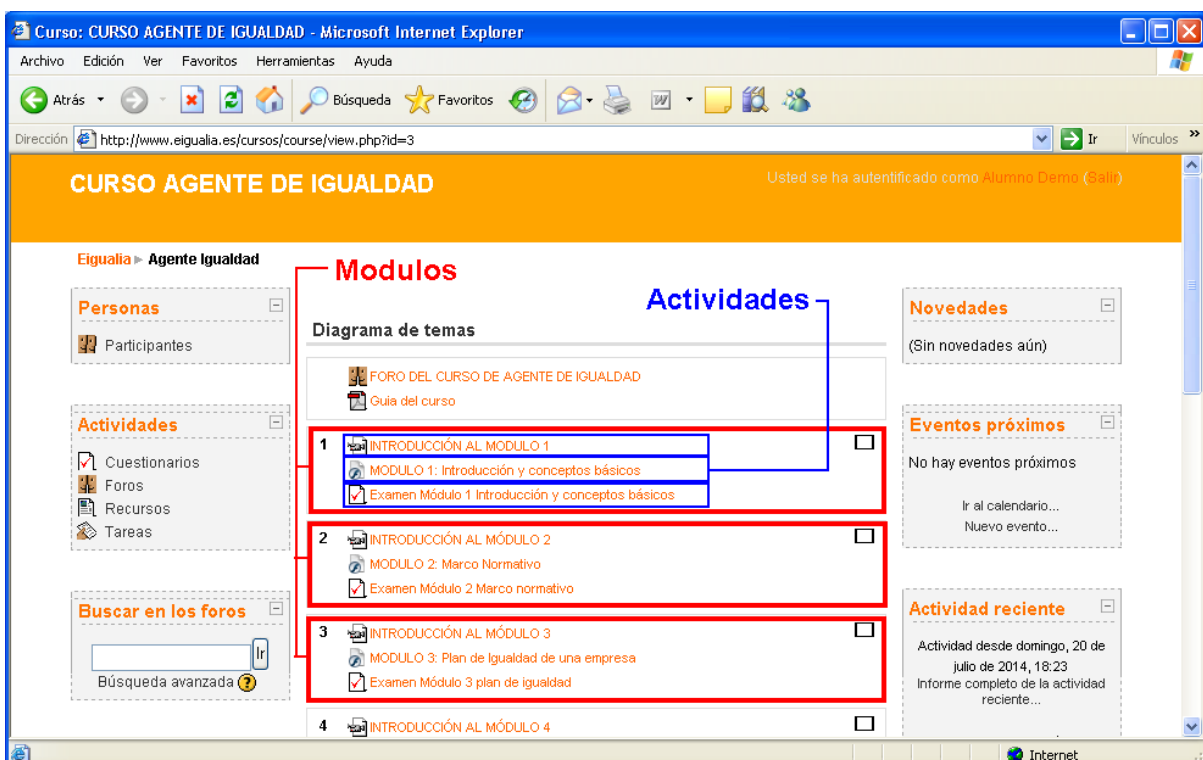 Curso: CURSO AGENTE DE IGUALDAD - Microsoft Internet Explorer
Archivo Edición Ver Favoritos Herramientas Ayuda
Atrás Búsqueda Favoritos
Dirección http://www.eigualia.es/cursos/course/view.php?id=3 Ir Vínculos »
CURSO AGENTE DE IGUALDAD
Usted se ha autentificado como Alumno Demo (Salir)
Eigualia ► Agente Igualdad
Modulos
Actividades
Personas
Participantes
Actividades
Cuestionarios
Foros
Recursos
Tareas
Buscar en los foros
Ir
Búsqueda avanzada ?
Diagrama de temas
FORO DEL CURSO DE AGENTE DE IGUALDAD
Guia del curso
1 INTRODUCCIÓN AL MODULO 1
MODULO 1: Introducción y conceptos básicos
Examen Módulo 1 Introducción y conceptos básicos
2 INTRODUCCIÓN AL MÓDULO 2
MODULO 2: Marco Normativo
Examen Módulo 2 Marco normativo
3 INTRODUCCIÓN AL MÓDULO 3
MODULO 3: Plan de Igualdad de una empresa
Examen Módulo 3 plan de igualdad
4 INTRODUCCIÓN AL MÓDULO 4
Novedades
(Sin novedades aún)
Eventos próximos
No hay eventos próximos
Ir al calendario...
Nuevo evento...
Actividad reciente
Actividad desde domingo, 20 de
julio de 2014, 18:23
Informe completo de la actividad
reciente...
Internet